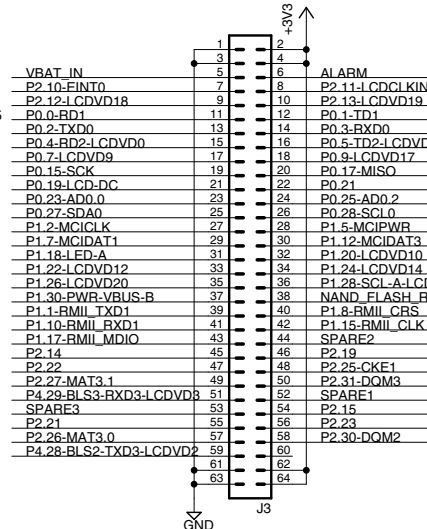 +3V3
1 2
3 4
VBAT_IN 5 6 ALARM
P2.10-EINT0 7 8 P2.11-LCDCLKIN
P2.12-LCDVD18 9 10 P2.13-LCDVD19
P0.0-RD1 11 12 P0.1-TD1
P0.2-TXD0 13 14 P0.3-RXD0
P0.4-RD2-LCDVD0 15 16 P0.5-TD2-LCDVD
P0.7-LCDVD9 17 18 P0.9-LCDVD17
P0.15-SCK 19 20 P0.17-MISO
P0.19-LCD-DC 21 22 P0.21
P0.23-AD0.0 23 24 P0.25-AD0.2
P0.27-SDA0 25 26 P0.28-SCL0
P1.2-MCICLK 27 28 P1.5-MCIPWR
P1.7-MCIDAT1 29 30 P1.12-MCIDAT3
P1.18-LED-A 31 32 P1.20-LCDVD10
P1.22-LCDVD12 33 34 P1.24-LCDVD14
P1.26-LCDVD20 35 36 P1.28-SCL-A-LCD
P1.30-PWR-VBUS-B 37 38 NAND_FLASH_R
P1.1-RMII_TXD1 39 40 P1.8-RMII_CRS
P1.10-RMII_RXD1 41 42 P1.15-RMII_CLK
P1.17-RMII_MDIO 43 44 SPARE2
P2.14 45 46 P2.19
P2.22 47 48 P2.25-CKE1
P2.27-MAT3.1 49 50 P2.31-DQM3
P4.29-BLS3-RXD3-LCDVD3 51 52 SPARE1
SPARE3 53 54 P2.15
P2.21 55 56 P2.23
P2.26-MAT3.0 57 58 P2.30-DQM2
P4.28-BLS2-TXD3-LCDVD2 59 60
61 62
63 64
J3
GND